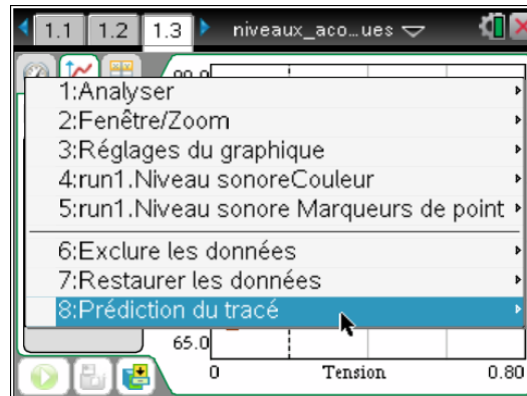 1.1 1.2 1.3 niveaux_aco…ues
1:Analyser
2:Fenêtre/Zoom
3:Réglages du graphique
4:run1.Niveau sonoreCouleur
5:run1.Niveau sonore Marqueurs de point
6:Exclure les données
7:Restaurer les données
8:Prédiction du tracé
65.0
0 Tension 0.80